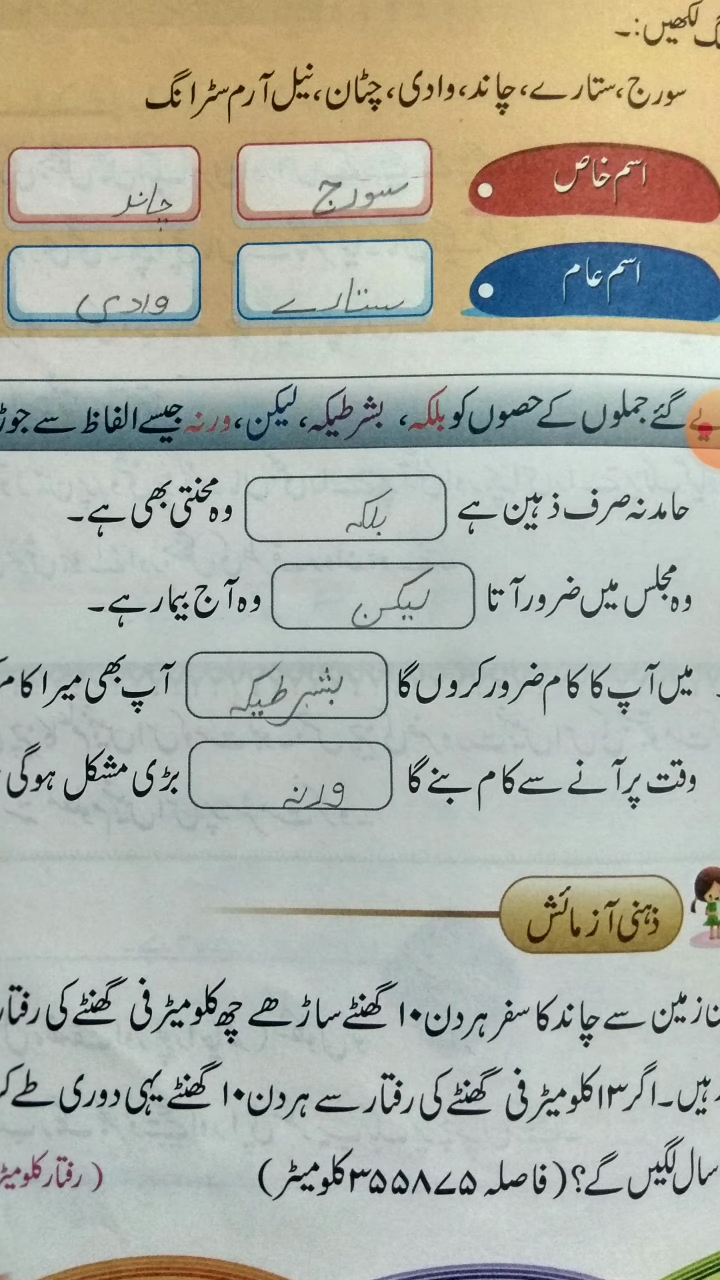 لکھیں:۔
سورج، ستارے، چاند، وادی، چٹان، نیل آرم سٹرانگ
اسم خاص سورج چاند
اسم عام ستارے وادی
گئے جملوں کے حصوں کو بلکہ، بشرطیکہ، لیکن، ورنہ جیسے الفاظ سے
حامد نہ صرف ذہین ہے بلکہ وہ محنتی بھی ہے۔
وہ مجلس میں ضرور آتا لیکن وہ آج بیمار ہے۔
میں آپ کا کام ضرور کروں گا بشرطیکہ آپ بھی میرا کام
وقت پر آنے سے کام بنے گا ورنہ بڑی مشکل ہوگی
ذہنی آزمائش
زمین سے چاند کا سفر ہر دن ۱۰ گھنٹے ساڑھے چھ کلومیٹر فی گھنٹے کی رفتار
ہیں۔ اگر ۱۳ کلومیٹر فی گھنٹے کی رفتار سے ہر دن ۱۰ گھنٹے یہی دوری طے
سال لگیں گے؟ (فاصلہ ۳۵۵۸۷۵ کلومیٹر) (رفتار کلومیٹر